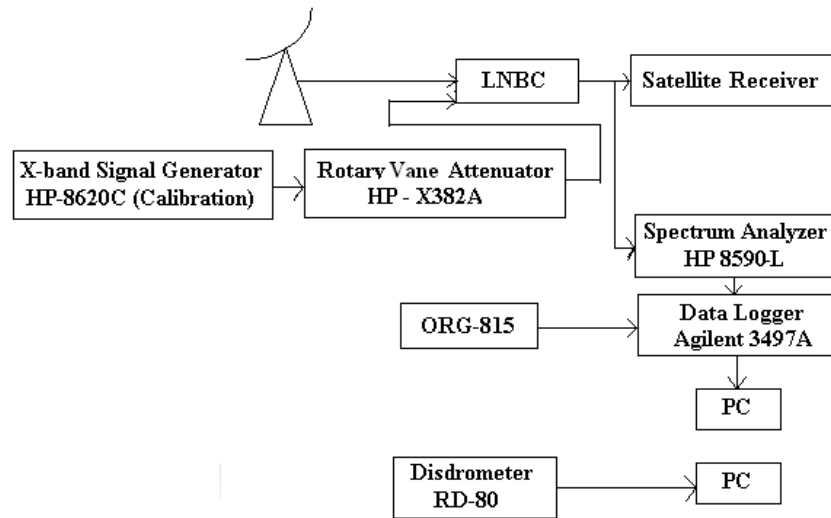 LNBC
Satellite Receiver
X-band Signal Generator
HP-8620C (Calibration)
Rotary Vane Attenuator
HP - X382A
Spectrum Analyzer
HP 8590-L
ORG-815
Data Logger
Agilent 3497A
PC
Disdrometer
RD-80
PC